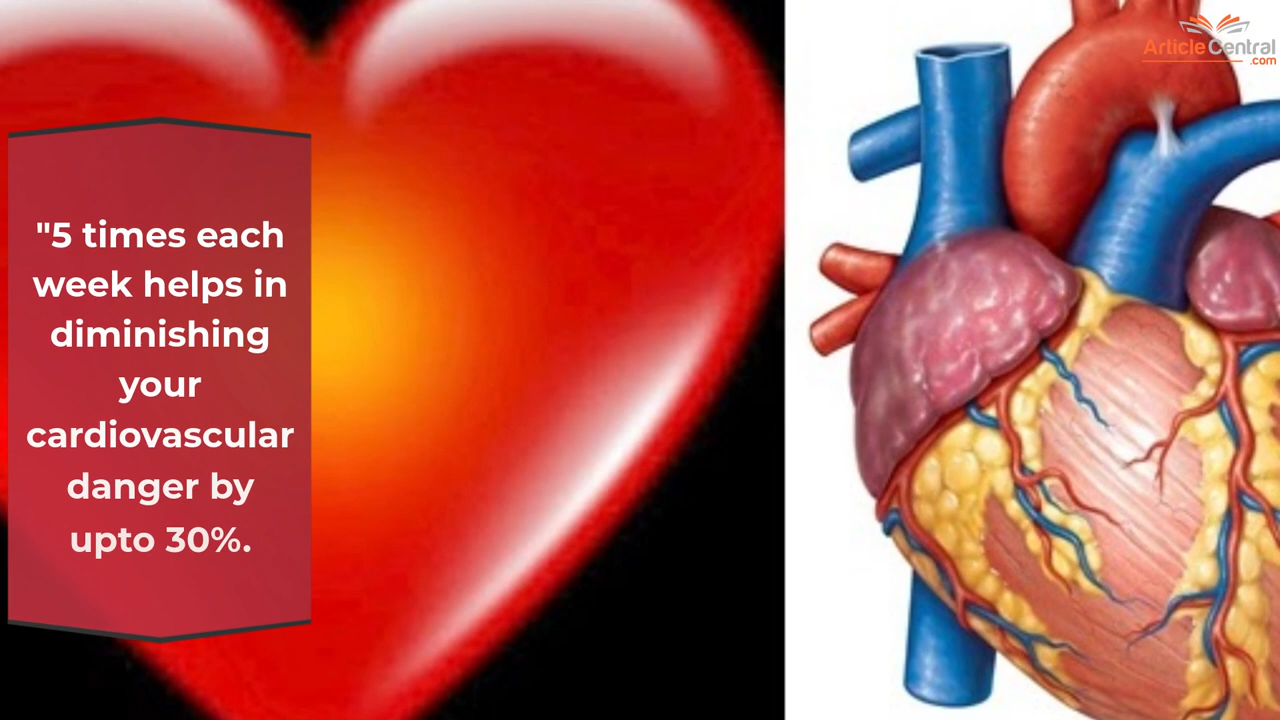 "5 times each
week helps in
diminishing
your
cardiovascular
danger by
upto 30%.
ArticleCentral
.com